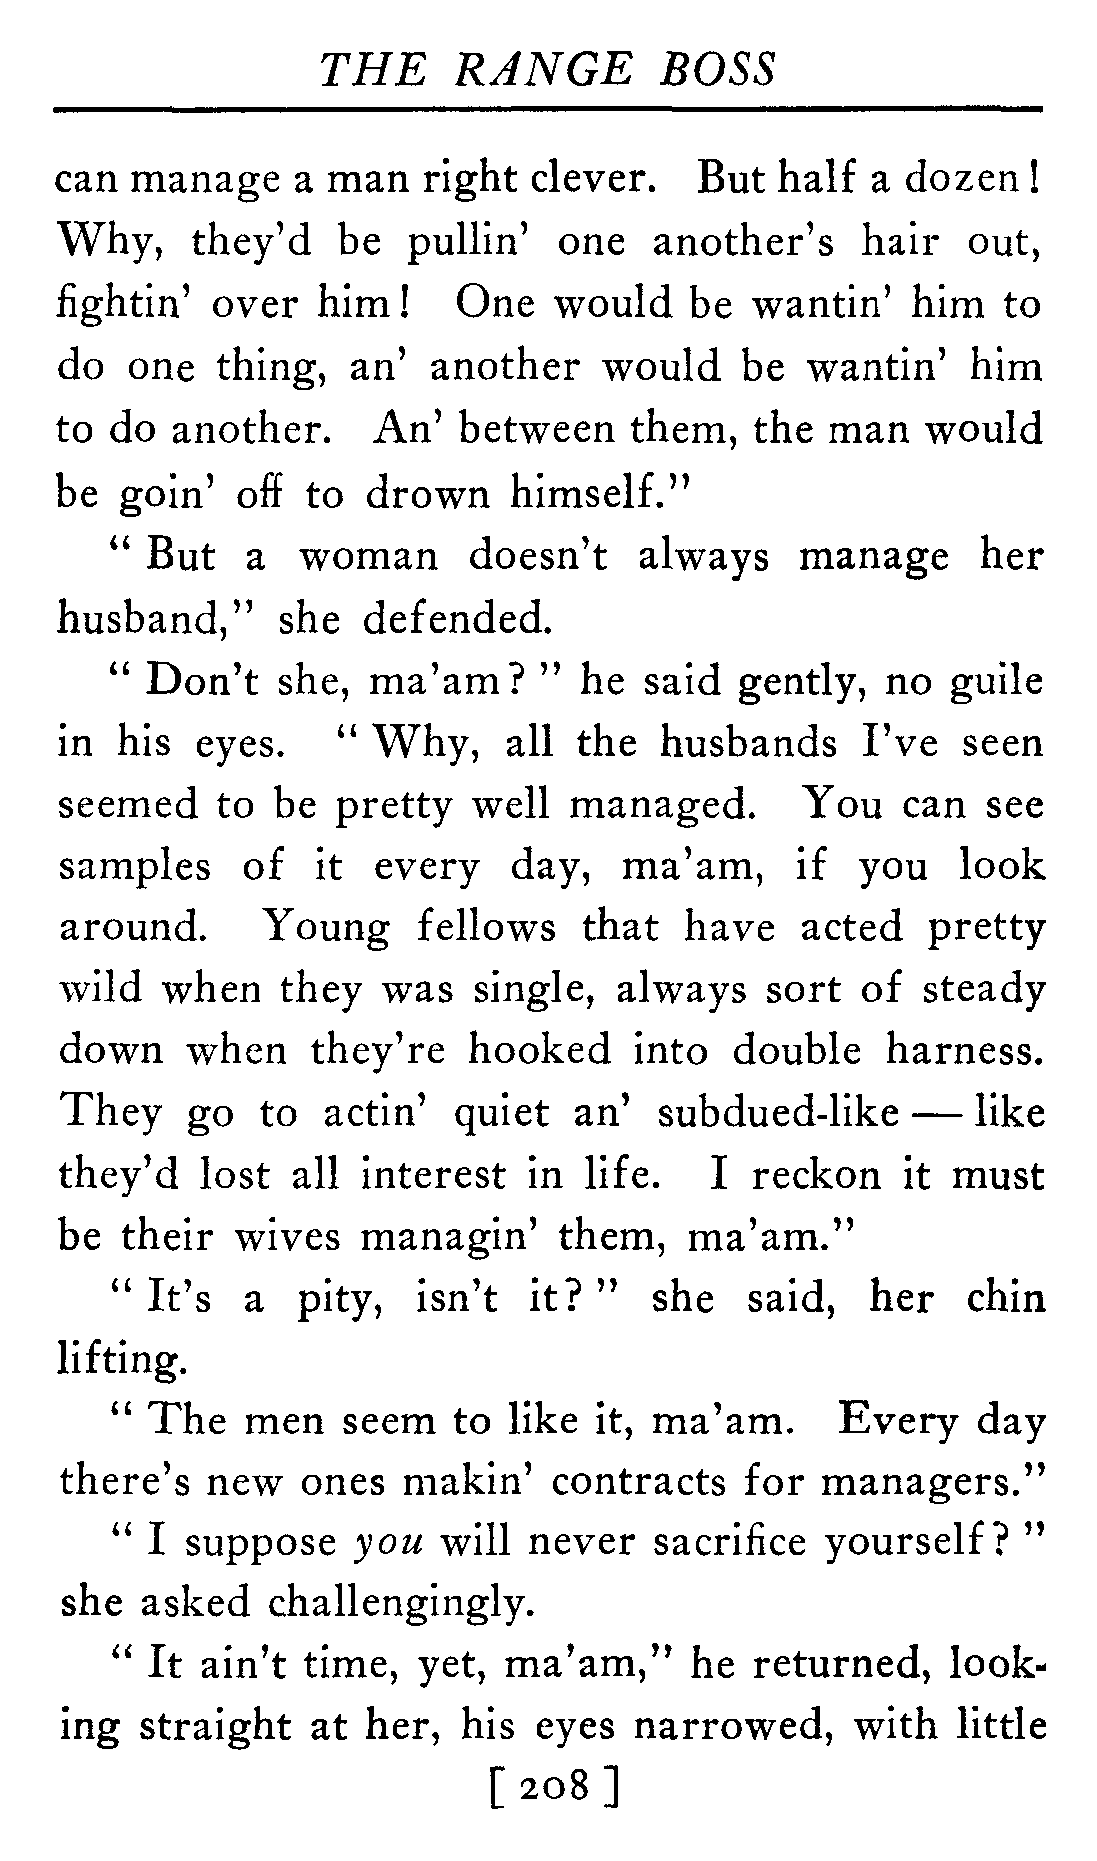 THE RANGE BOSS
can manage a man right clever. But half a dozen!
Why, they'd be pullin' one another's hair out,
fightin' over him! One would be wantin' him to
do one thing, an' another would be wantin' him
to do another. An' between them, the man would
be goin' off to drown himself."
"But a woman doesn't always manage her
husband," she defended.
"Don't she, ma'am?" he said gently, no guile
in his eyes. "Why, all the husbands I've seen
seemed to be pretty well managed. You can see
samples of it every day, ma'am, if you look
around. Young fellows that have acted pretty
wild when they was single, always sort of steady
down when they're hooked into double harness.
They go to actin' quiet an' subdued-like — like
they'd lost all interest in life. I reckon it must
be their wives managin' them, ma'am."
"It's a pity, isn't it?" she said, her chin
lifting.
"The men seem to like it, ma'am. Every day
there's new ones makin' contracts for managers."
"I suppose you will never sacrifice yourself?"
she asked challengingly.
"It ain't time, yet, ma'am," he returned, look-
ing straight at her, his eyes narrowed, with little
[ 208 ]